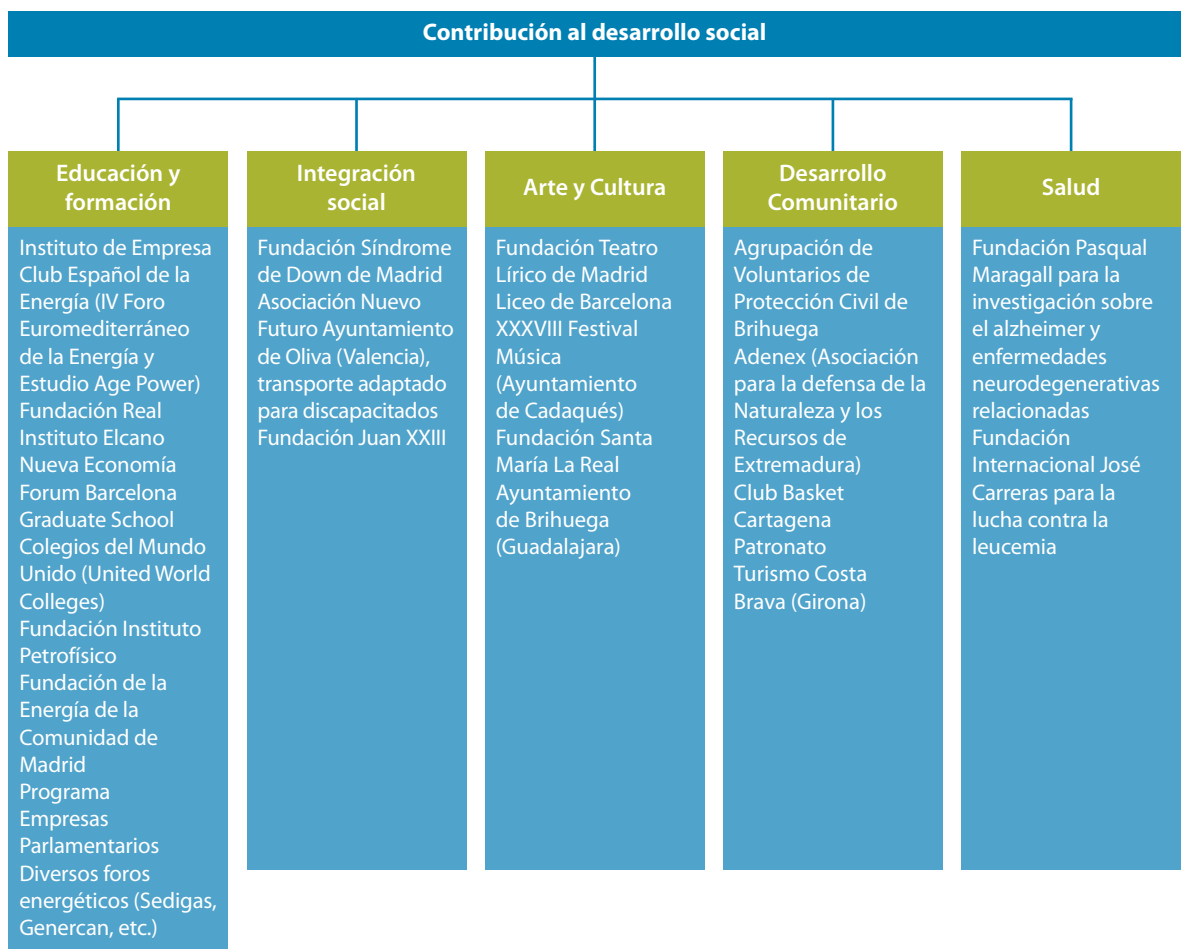 Contribución al desarrollo social
Educación y
formación
Instituto de Empresa
Club Español de la
Energía (IV Foro
Euromediterráneo
de la Energía y
Estudio Age Power)
Fundación Real
Instituto Elcano
Nueva Economía
Forum Barcelona
Graduate School
Colegios del Mundo
Unido (United World
Colleges)
Fundación Instituto
Petrofísico
Fundación de la
Energía de la
Comunidad de
Madrid
Programa
Empresas
Parlamentarios
Diversos foros
energéticos (Sedigas,
Genercan, etc.)
Integración
social
Fundación Síndrome
de Down de Madrid
Asociación Nuevo
Futuro Ayuntamiento
de Oliva (Valencia),
transporte adaptado
para discapacitados
Fundación Juan XXIII
Arte y Cultura
Fundación Teatro
Lírico de Madrid
Liceo de Barcelona
XXXVIII Festival
Música
(Ayuntamiento
de Cadaqués)
Fundación Santa
María La Real
Ayuntamiento
de Brihuega
(Guadalajara)
Desarrollo
Comunitario
Agrupación de
Voluntarios de
Protección Civil de
Brihuega
Adenex (Asociación
para la defensa de la
Naturaleza y los
Recursos de
Extremadura)
Club Basket
Cartagena
Patronato
Turismo Costa
Brava (Girona)
Salud
Fundación Pasqual
Maragall para la
investigación sobre
el alzheimer y
enfermedades
neurodegenerativas
relacionadas
Fundación
Internacional José
Carreras para la
lucha contra la
leucemia